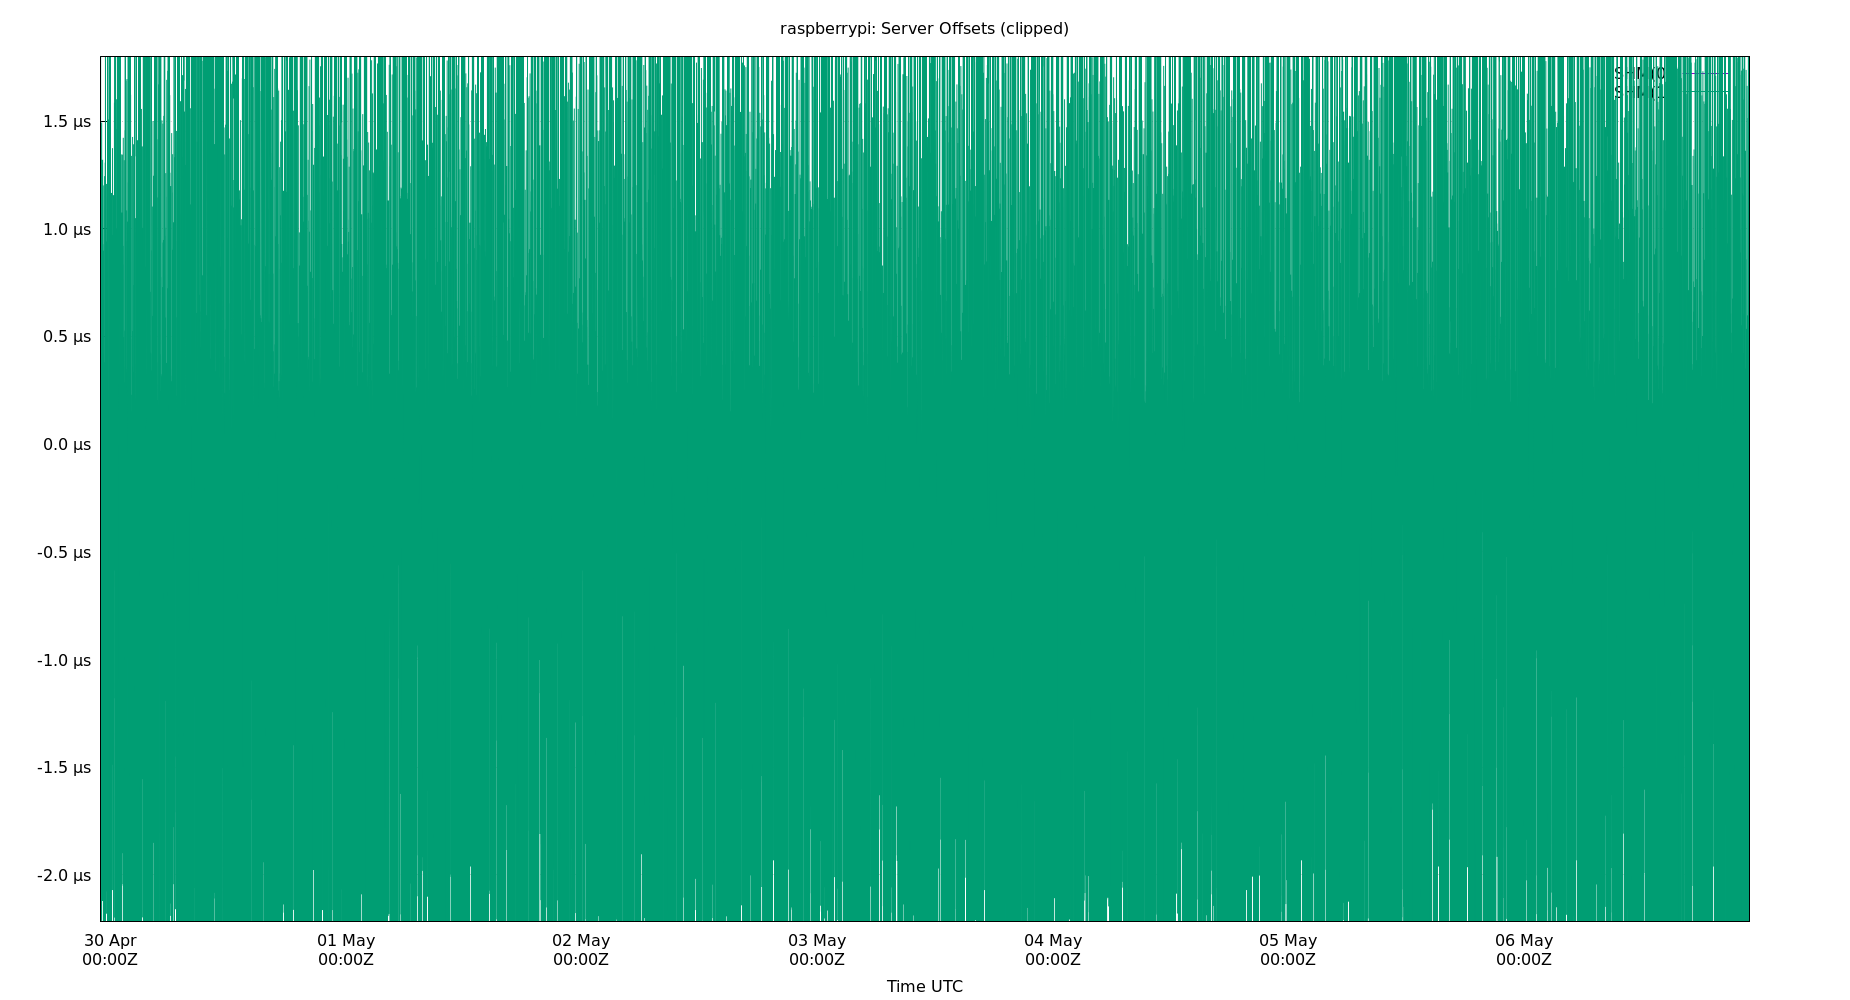 raspberrypi: Server Offsets (clipped)
1.5 µs
1.0 µs
0.5 µs
0.0 µs
-0.5 µs
-1.0 µs
-1.5 µs
-2.0 µs
30 Apr 01 May 02 May 03 May 04 May 05 May 06 May
00:00Z 00:00Z 00:00Z 00:00Z 00:00Z 00:00Z 00:00Z
Time UTC